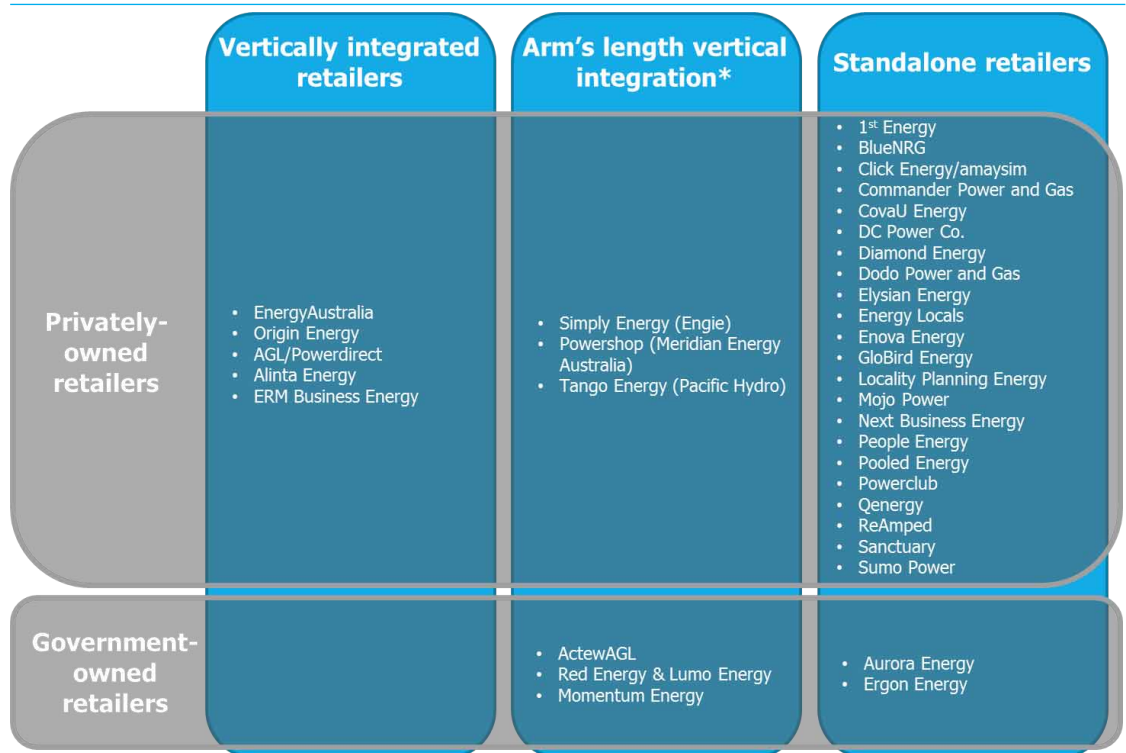 Vertically integrated
retailers
Arm's length vertical
integration*
Standalone retailers
Privately-
owned
retailers
• EnergyAustralia
• Origin Energy
• AGL/Powerdirect
• Alinta Energy
• ERM Business Energy
• Simply Energy (Engie)
• Powershop (Meridian Energy
Australia)
• Tango Energy (Pacific Hydro)
• 1st Energy
• BlueNRG
• Click Energy/amaysim
• Commander Power and Gas
• CovaU Energy
• DC Power Co.
• Diamond Energy
• Dodo Power and Gas
• Elysian Energy
• Energy Locals
• Enova Energy
• GloBird Energy
• Locality Planning Energy
• Mojo Power
• Next Business Energy
• People Energy
• Pooled Energy
• Powerclub
• Qenergy
• ReAmped
• Sanctuary
• Sumo Power
Government-
owned
retailers
• ActewAGL
• Red Energy & Lumo Energy
• Momentum Energy
• Aurora Energy
• Ergon Energy